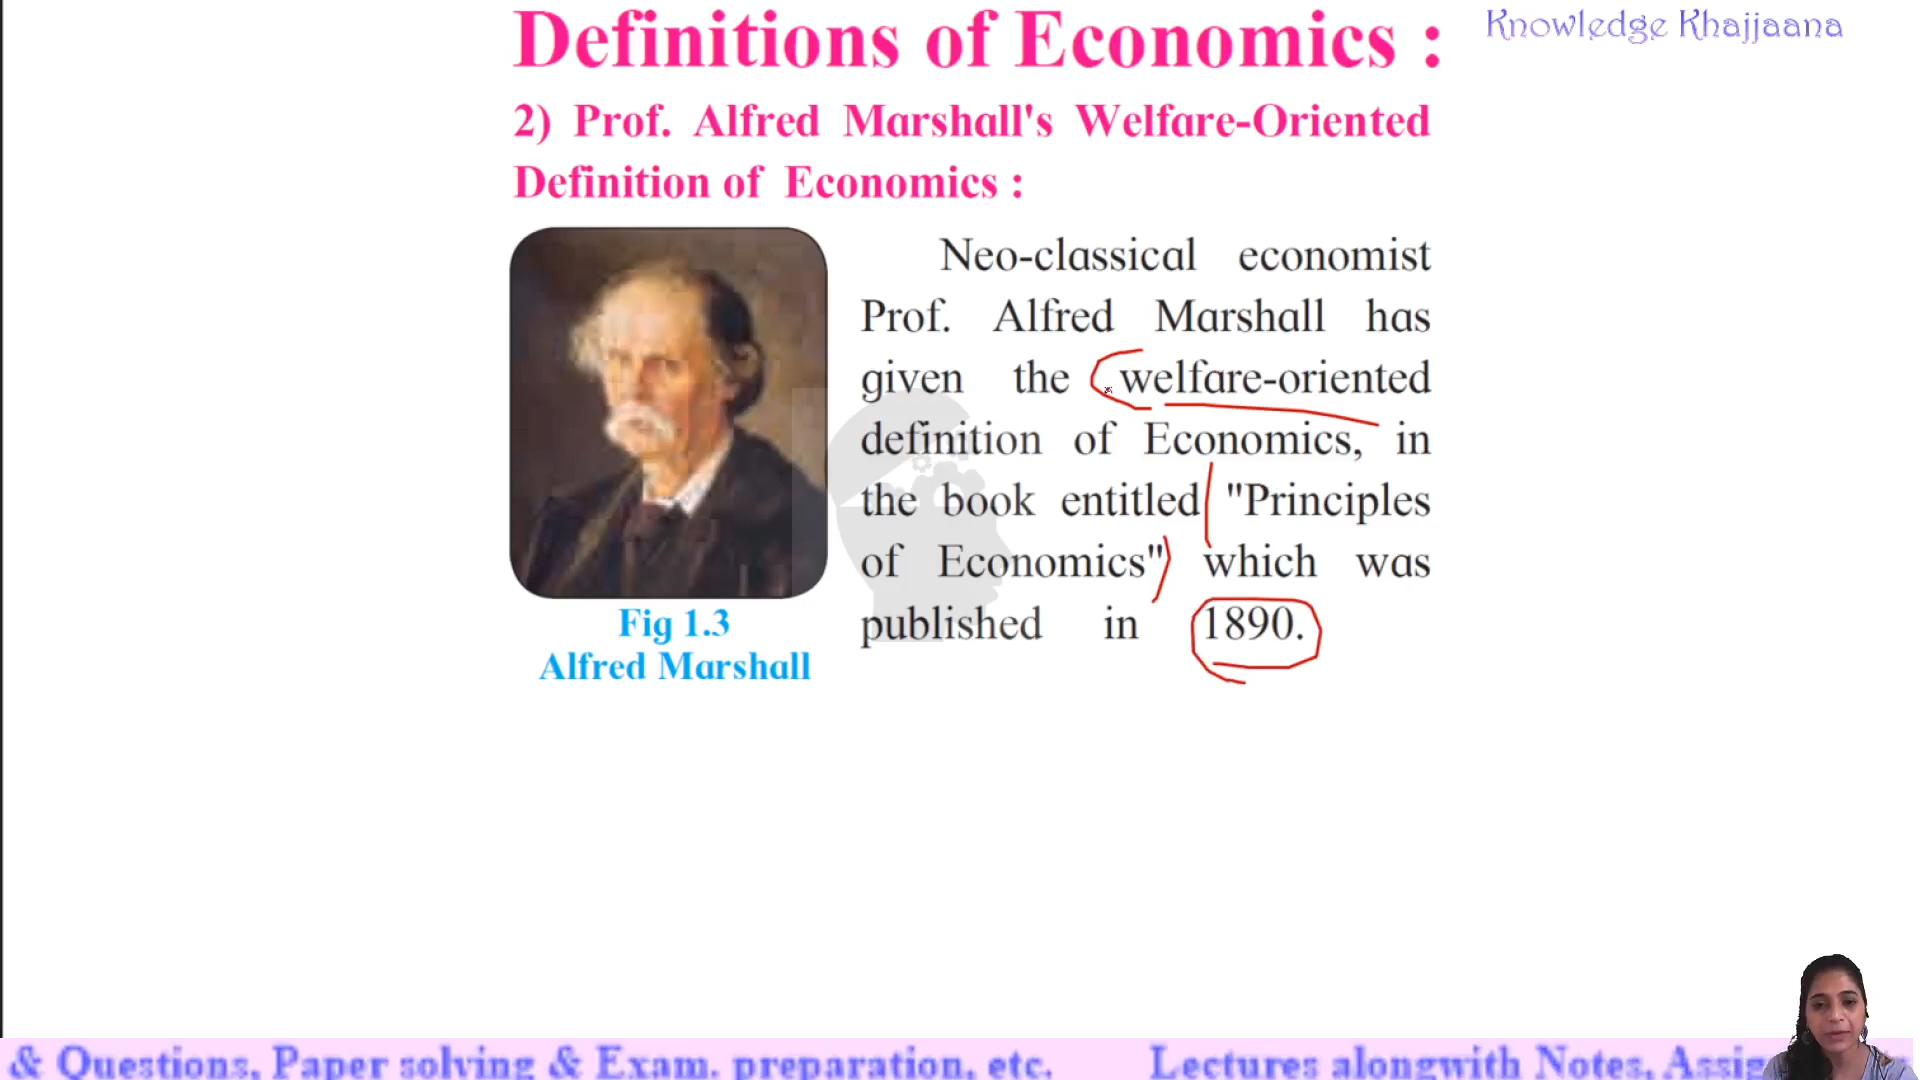 Definitions of Economics :
Knowledge Khajjaana
2) Prof. Alfred Marshall's Welfare-Oriented
Definition of Economics :
Neo-classical economist
Prof. Alfred Marshall has
given the welfare-oriented
definition of Economics, in
the book entitled "Principles
of Economics" which was
published in 1890.
Fig 1.3
Alfred Marshall
& Questions, Paper solving & Exam. preparation, etc. Lectures alongwith Notes,